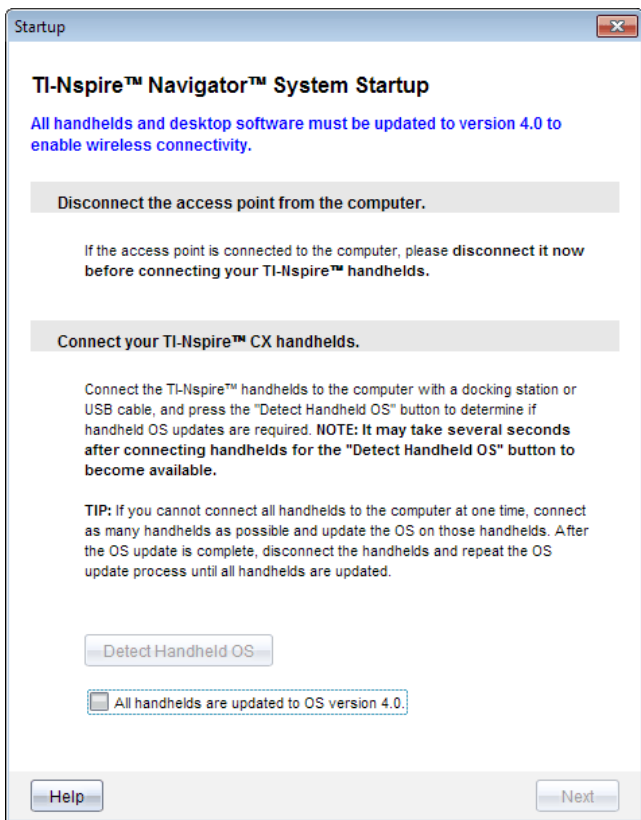 Startup
TI-Nspire™ Navigator™ System Startup
All handhelds and desktop software must be updated to version 4.0 to
enable wireless connectivity.
Disconnect the access point from the computer.
If the access point is connected to the computer, please disconnect it now
before connecting your TI-Nspire™ handhelds.
Connect your TI-Nspire™ CX handhelds.
Connect the TI-Nspire™ handhelds to the computer with a docking station or
USB cable, and press the "Detect Handheld OS" button to determine if
handheld OS updates are required. NOTE: It may take several seconds
after connecting handhelds for the "Detect Handheld OS" button to
become available.
TIP: If you cannot connect all handhelds to the computer at one time, connect
as many handhelds as possible and update the OS on those handhelds. After
the OS update is complete, disconnect the handhelds and repeat the OS
update process until all handhelds are updated.
Detect Handheld OS
All handhelds are updated to OS version 4.0.
Help
Next